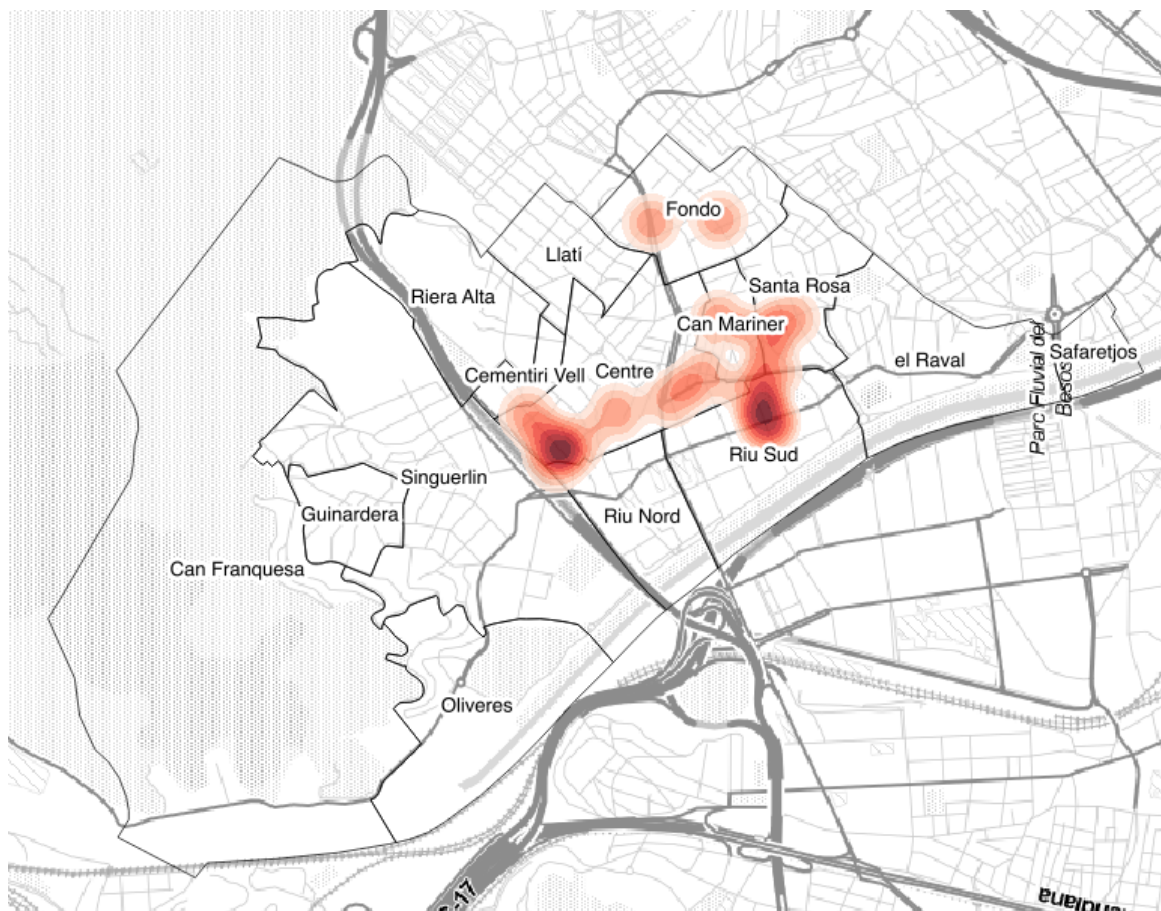 Fondo
Llatí
Santa Rosa
Riera Alta
Can Mariner
Parc Fluvial del
Besòs
Safaretjos
el Raval
Cementiri Vell
Centre
Riu Sud
Singuerlin
Guinardera
Riu Nord
Can Franquesa
Oliveres